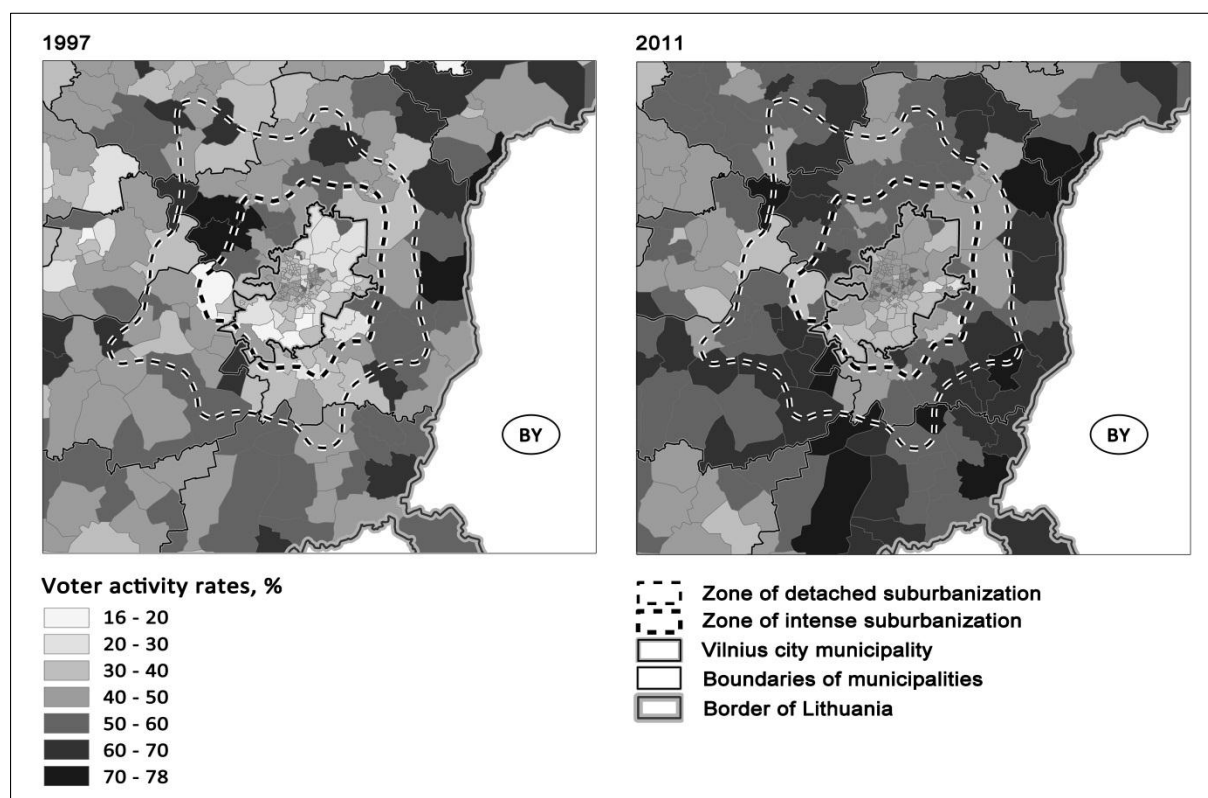 1997
2011
BY
BY
Voter activity rates, %
16 - 20
20 - 30
30 - 40
40 - 50
50 - 60
60 - 70
70 - 78
Zone of detached suburbanization
Zone of intense suburbanization
Vilnius city municipality
Boundaries of municipalities
Border of Lithuania